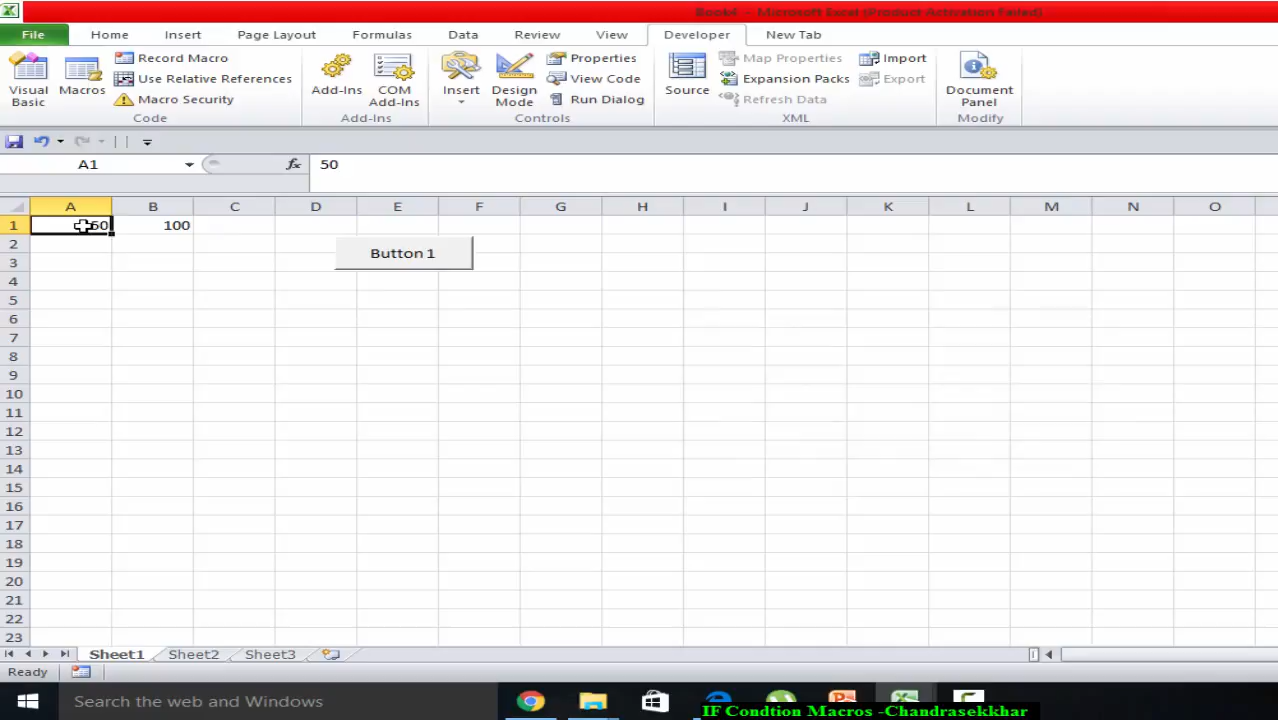 Book4 - Microsoft Excel (Product Activation Failed)
File Home Insert Page Layout Formulas Data Review View Developer New Tab
Visual Basic
Macros
Record Macro
Use Relative References
Macro Security
Code
Add-Ins
COM Add-Ins
Add-Ins
Insert
Design Mode
Properties
View Code
Run Dialog
Controls
Source
Map Properties
Expansion Packs
Refresh Data
Import
Export
XML
Document Panel
Modify
A1 fx 50
A B C D E F G H I J K L M N O
1 50 100
2
Button 1
3
4
5
6
7
8
9
10
11
12
13
14
15
16
17
18
19
20
21
22
23
Sheet1 Sheet2 Sheet3
Ready
Search the web and Windows
IF Condtion Macros -Chandrasekkhar